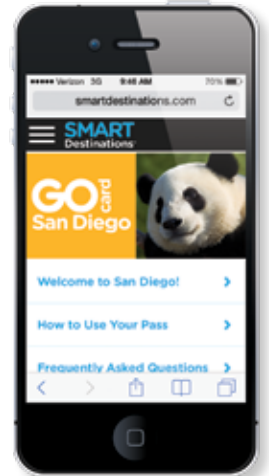 Verizon 3G 9:46 AM 70%
smartdestinations.com
SMART
Destinations
GO card
San Diego
Welcome to San Diego!
How to Use Your Pass
Frequently Asked Questions